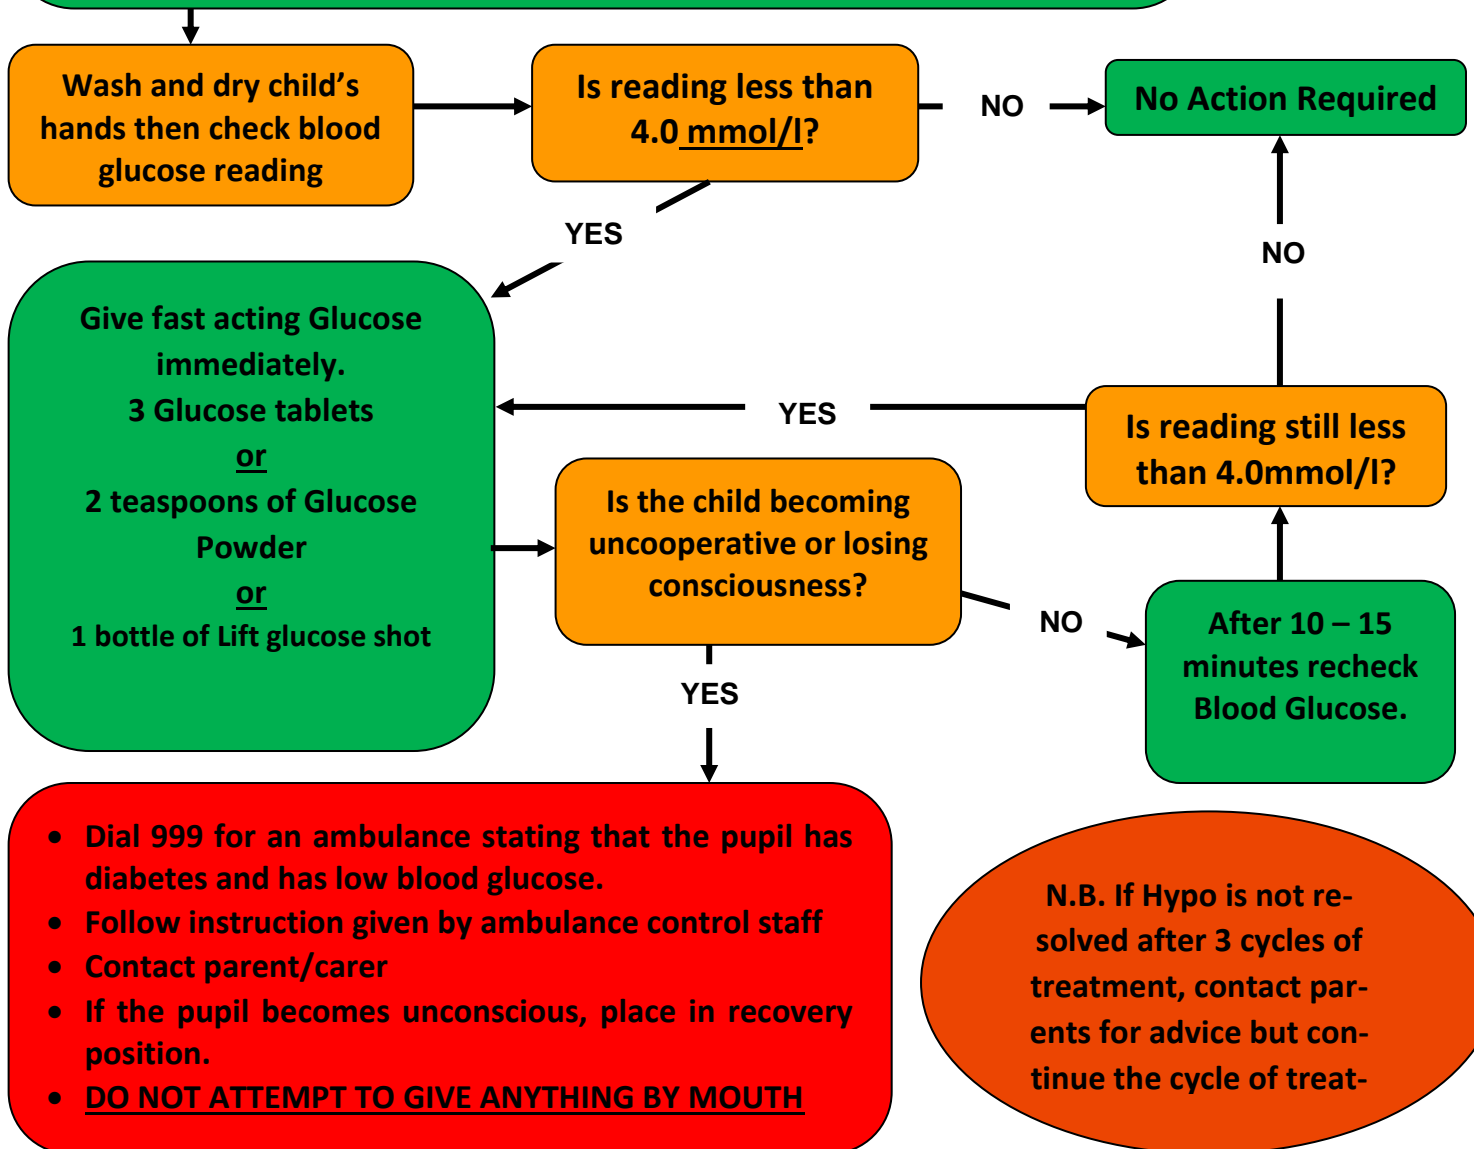 Wash and dry child’s
hands then check blood
glucose reading
Is reading less than
4.0 mmol/l?
NO
No Action Required
YES
NO
Give fast acting Glucose
immediately.
3 Glucose tablets
or
2 teaspoons of Glucose
Powder
or
1 bottle of Lift glucose shot
YES
Is reading still less
than 4.0mmol/l?
Is the child becoming
uncooperative or losing
consciousness?
NO
After 10 – 15
minutes recheck
Blood Glucose.
YES
• Dial 999 for an ambulance stating that the pupil has
diabetes and has low blood glucose.
• Follow instruction given by ambulance control staff
• Contact parent/carer
• If the pupil becomes unconscious, place in recovery
position.
• DO NOT ATTEMPT TO GIVE ANYTHING BY MOUTH
N.B. If Hypo is not re-
solved after 3 cycles of
treatment, contact par-
ents for advice but con-
tinue the cycle of treat-